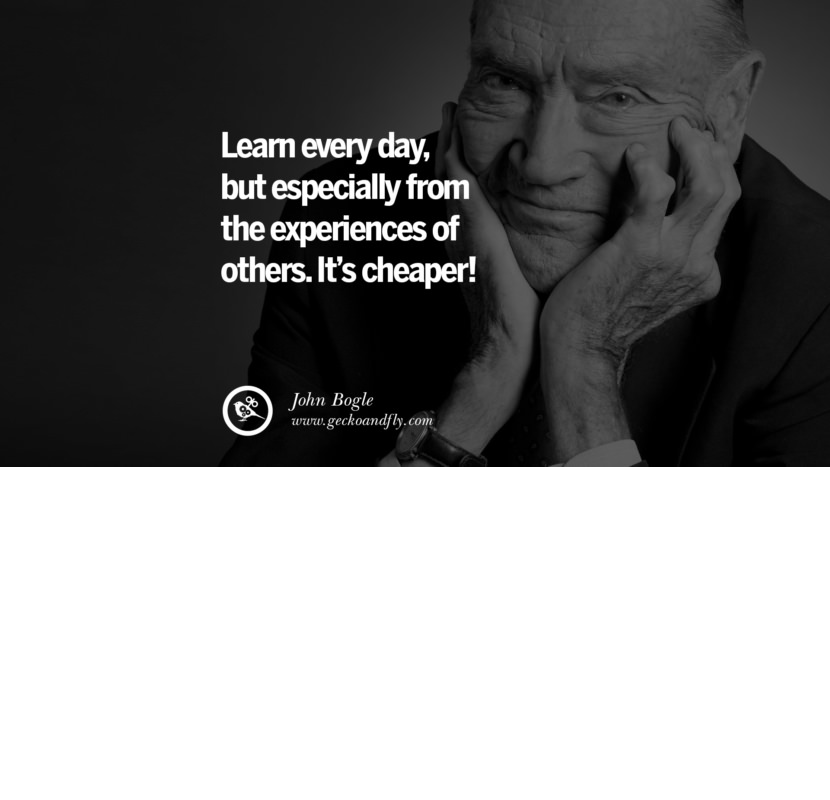 Learn every day,
but especially from
the experiences of
others. It’s cheaper!
John Bogle
www.geckoandfly.com